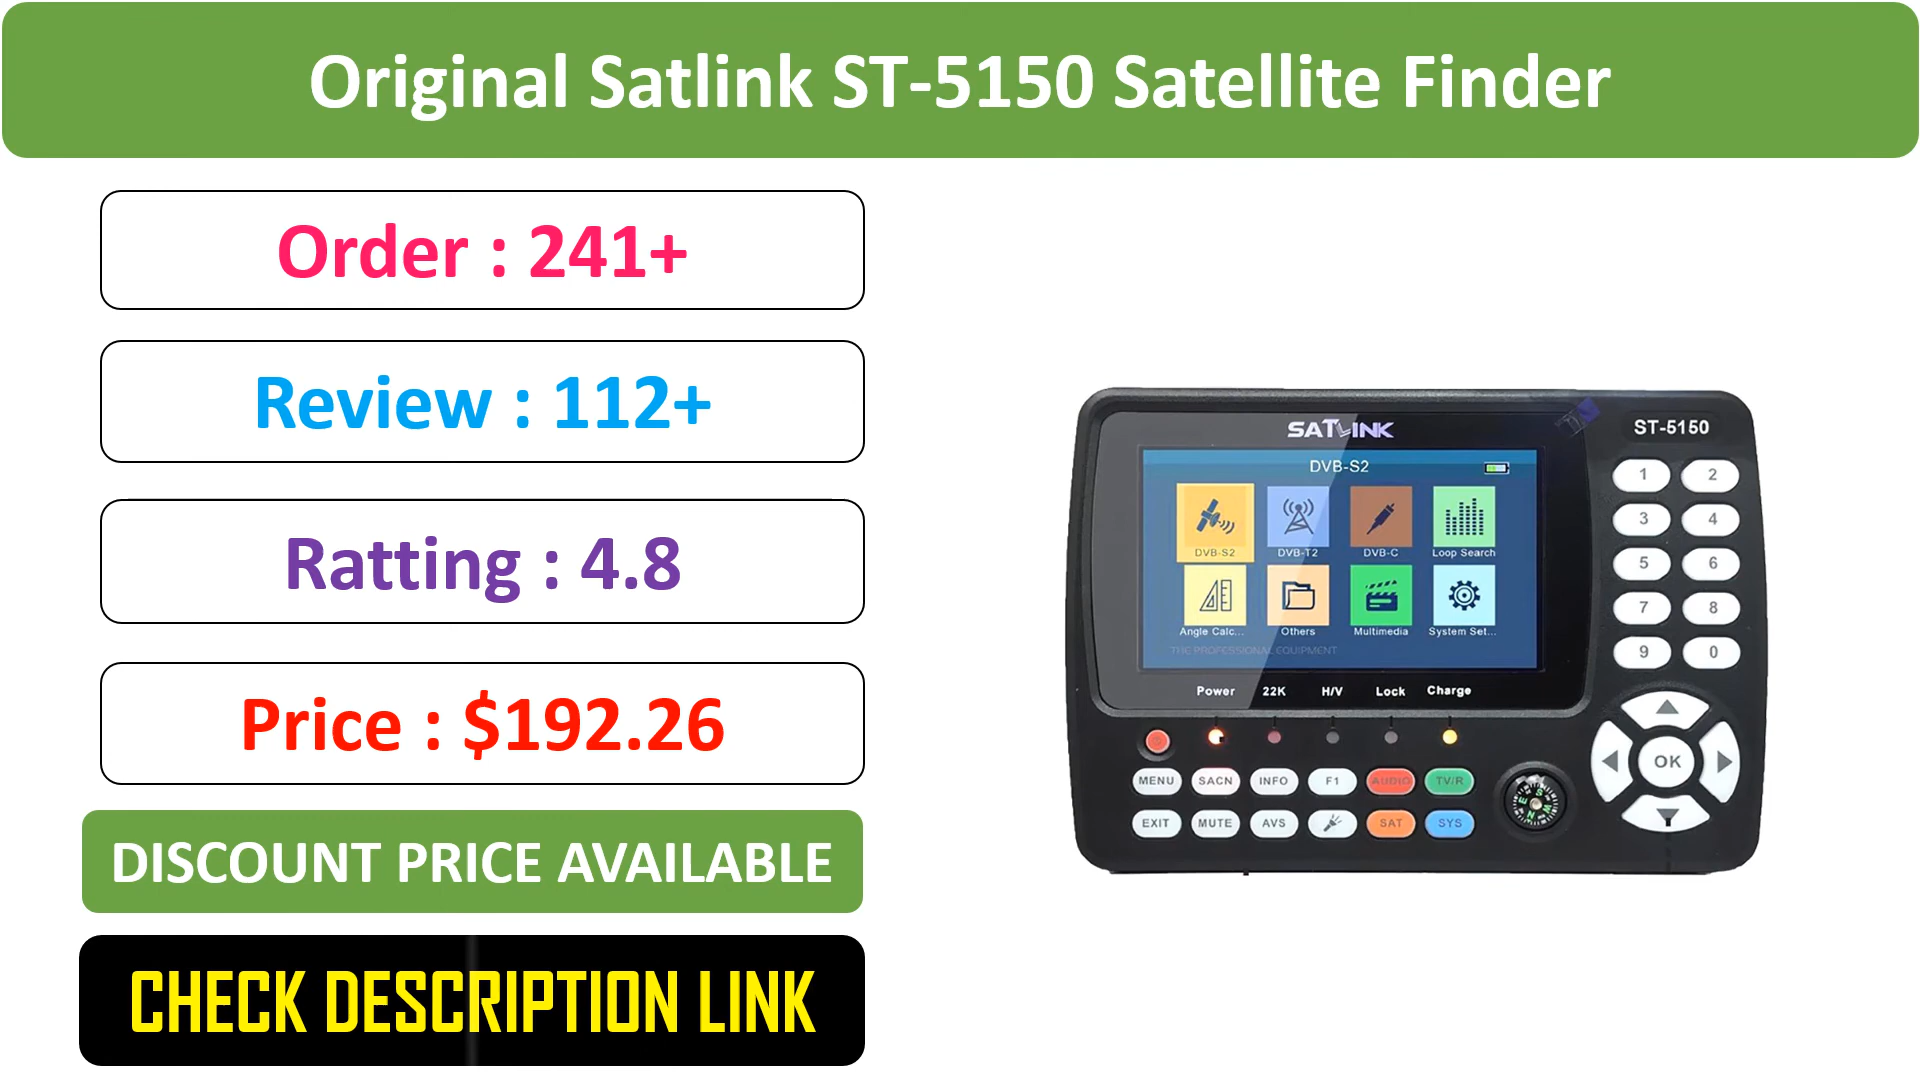 Original Satlink ST-5150 Satellite Finder
Order : 241+
Review : 112+
Ratting : 4.8
Price : $192.26
DISCOUNT PRICE AVAILABLE
CHECK DESCRIPTION LINK
SATLINK
ST-5150
DVB-S2
DVB-S2 DVB-T2 DVB-C Loop Search
Angle Calc... Others Multimedia System Set...
THE PROFESSIONAL EQUIPMENT
Power 22K H/V Lock Charge
MENU SACN INFO F1 AUDIO TV/R
EXIT MUTE AVS SAT SYS
1 2
3 4
5 6
7 8
9 0
OK
N E S W